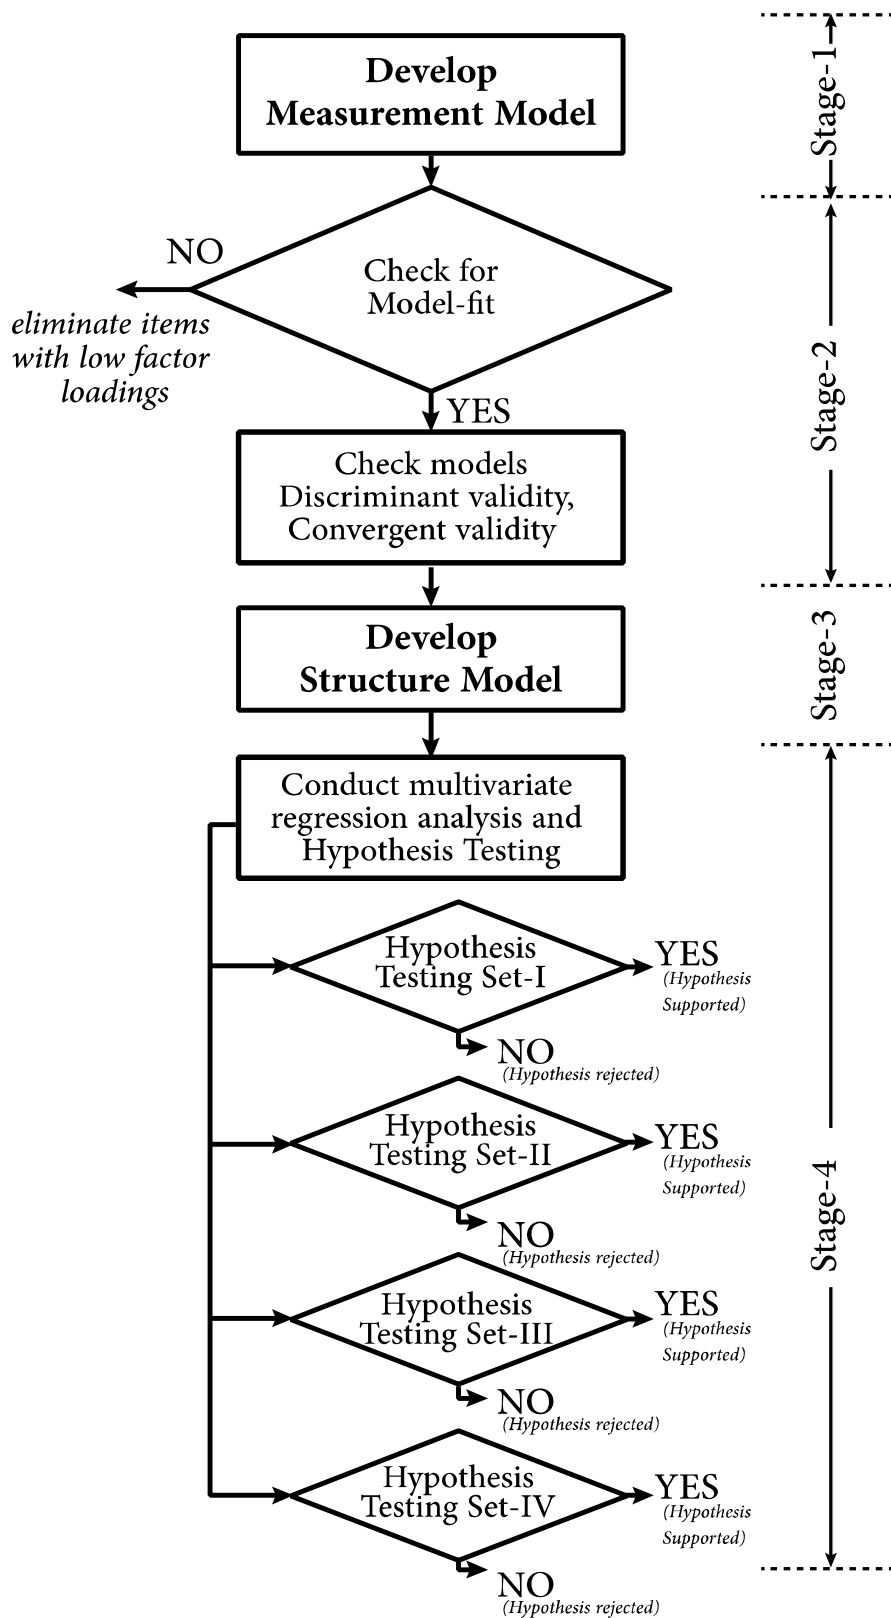 Develop
Measurement Model
Stage-1
NO
Check for
Model-fit
eliminate items
with low factor
loadings
YES
Stage-2
Check models
Discriminant validity,
Convergent validity
Develop
Structure Model
Stage-3
Conduct multivariate
regression analysis and
Hypothesis Testing
Hypothesis
Testing Set-I
YES
(Hypothesis
Supported)
NO
(Hypothesis rejected)
Hypothesis
Testing Set-II
YES
(Hypothesis
Supported)
NO
(Hypothesis rejected)
Stage-4
Hypothesis
Testing Set-III
YES
(Hypothesis
Supported)
NO
(Hypothesis rejected)
Hypothesis
Testing Set-IV
YES
(Hypothesis
Supported)
NO
(Hypothesis rejected)